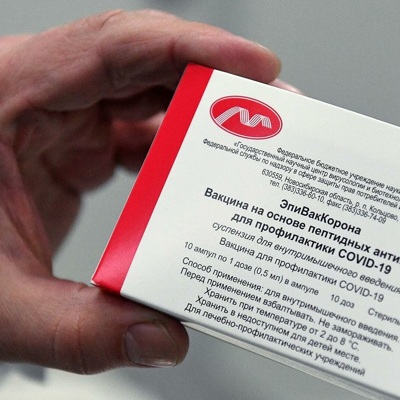 Федеральное бюджетное учреждение наук
«Государственный научный центр вирусологии и биотехно
Федеральной службы по надзору в сфере защиты прав потребителей
630559, Новосибирская область, р. п. Кольцово,
тел. (383)336-60-10, факс (383)336-74-09
ЭпиВакКорона
Вакцина на основе пептидных анти
для профилактики COVID-19
суспензия для внутримышечного введения
Вакцина для профилактики COVID-19
10 ампул по 1 дозе (0,5 мл) в ампуле 10 доз Стериль
Способ применения: для внутримышечного введения.
Перед применением взбалтывать. Не замораживать.
Хранить при температуре от 2 до 8 °С.
Хранить в недоступном для детей месте.
Для лечебно-профилактических учреждений